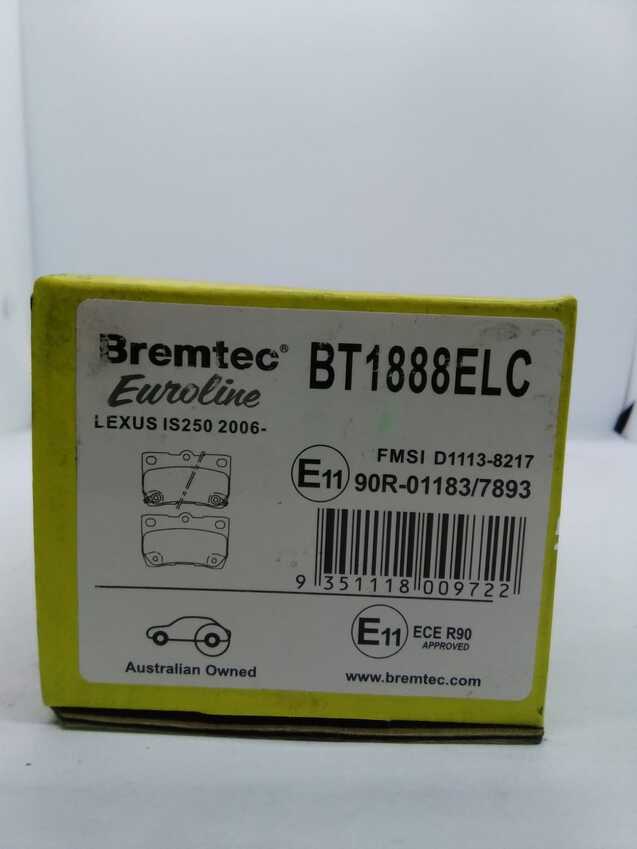 Bremtec®
Euroline
LEXUS IS250 2006-
BT1888ELC
FMSI D1113-8217
E11 90R-01183/7893
9 351118 009722
Australian Owned
E11 ECE R90
APPROVED
www.bremtec.com